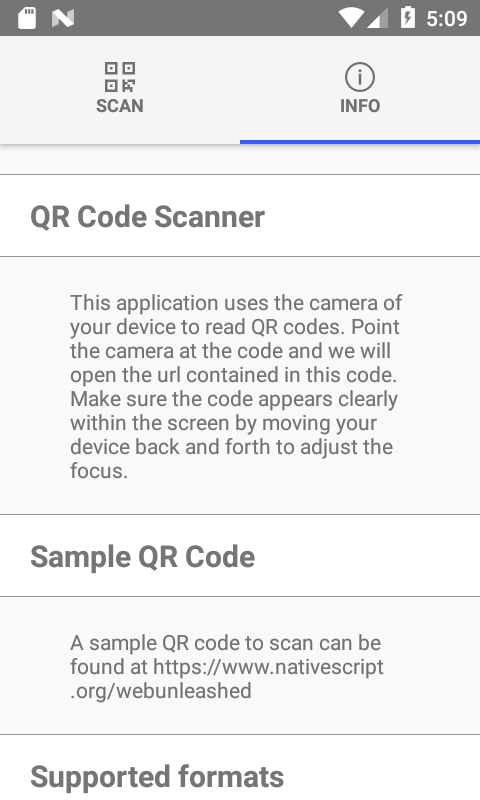 5:09
SCAN
INFO
QR Code Scanner
This application uses the camera of
your device to read QR codes. Point
the camera at the code and we will
open the url contained in this code.
Make sure the code appears clearly
within the screen by moving your
device back and forth to adjust the
focus.
Sample QR Code
A sample QR code to scan can be
found at https://www.nativescript
.org/webunleashed
Supported formats